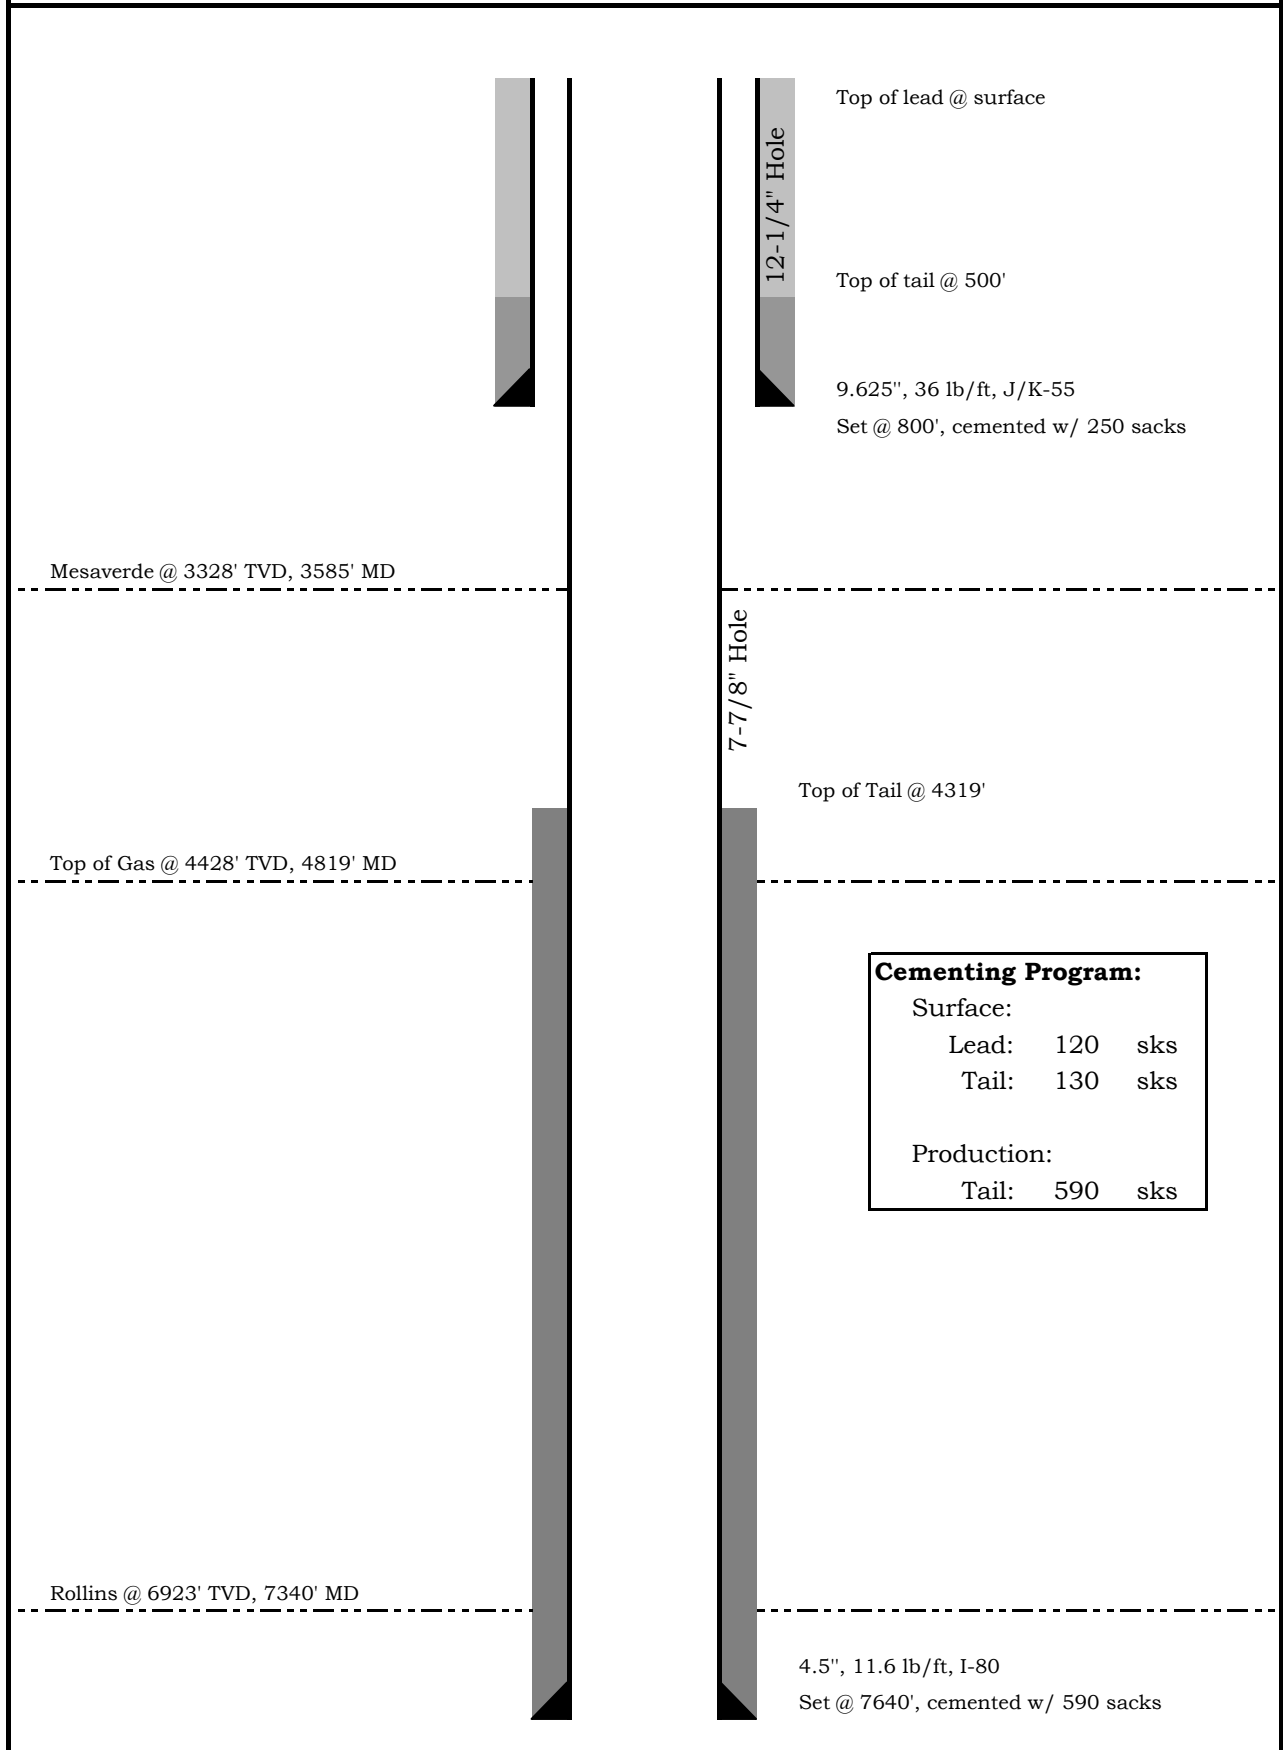 Top of lead @ surface
12-1/4" Hole
Top of tail @ 500'
9.625", 36 lb/ft, J/K-55
Set @ 800', cemented w/ 250 sacks
Mesaverde @ 3328' TVD, 3585' MD
7-7/8" Hole
Top of Tail @ 4319'
Top of Gas @ 4428' TVD, 4819' MD
Cementing Program:
Surface:
Lead: 120 sks
Tail: 130 sks
Production:
Tail: 590 sks
Rollins @ 6923' TVD, 7340' MD
4.5", 11.6 lb/ft, I-80
Set @ 7640', cemented w/ 590 sacks